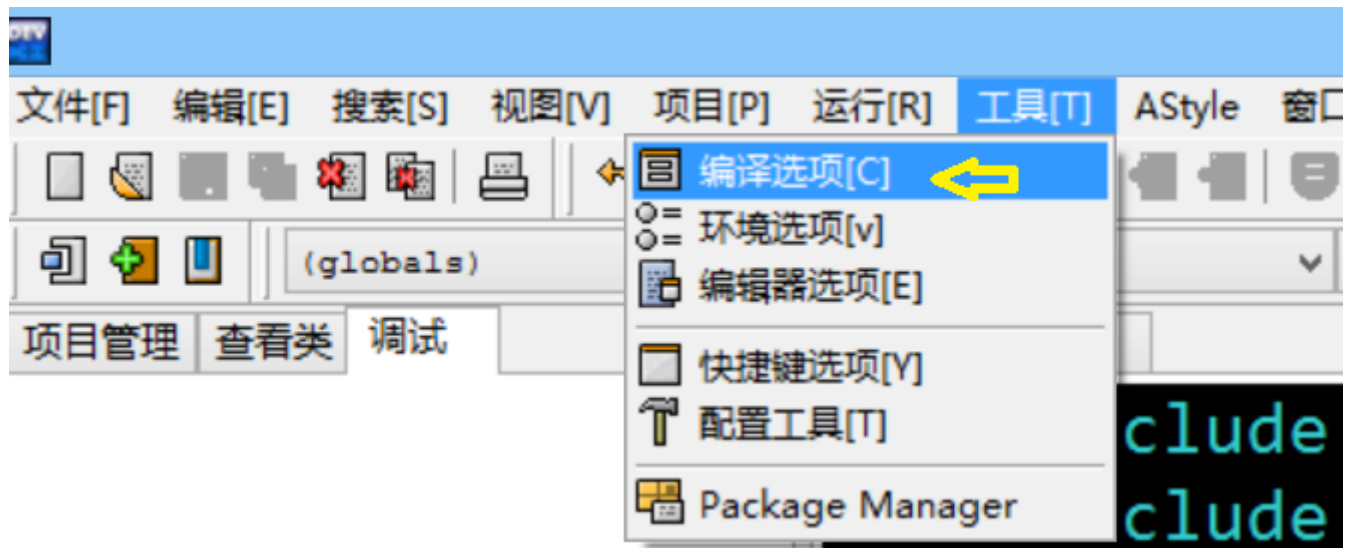 DEV
文件[F] 编辑[E] 搜索[S] 视图[V] 项目[P] 运行[R] 工具[T] AStyle 窗口
编译选项[C]
环境选项[v]
(globals)
编辑器选项[E]
项目管理 查看类 调试
快捷键选项[Y]
配置工具[T]
clude
Package Manager
clude